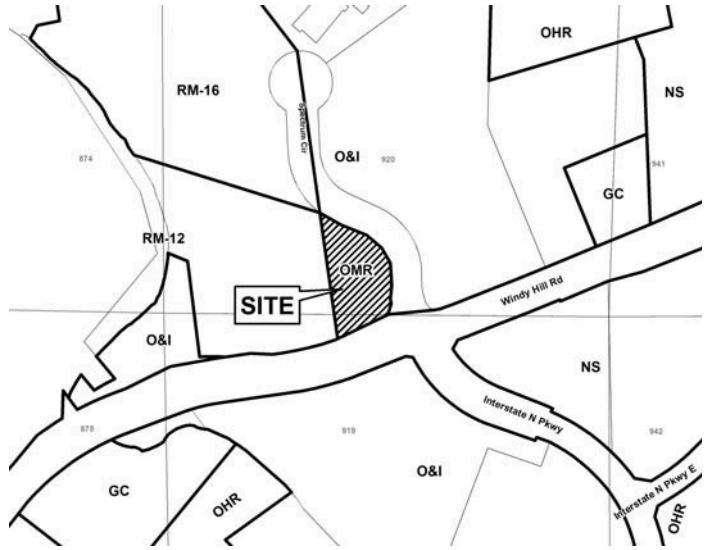 OHR
RM-16
NS
Spectrum Cir
874
O&I
920
941
GC
RM-12
OMR
SITE
Windy Hill Rd
O&I
NS
Interstate N Pkwy
878
919
942
O&I
GC
OHR
Interstate N Pkwy E
OHR